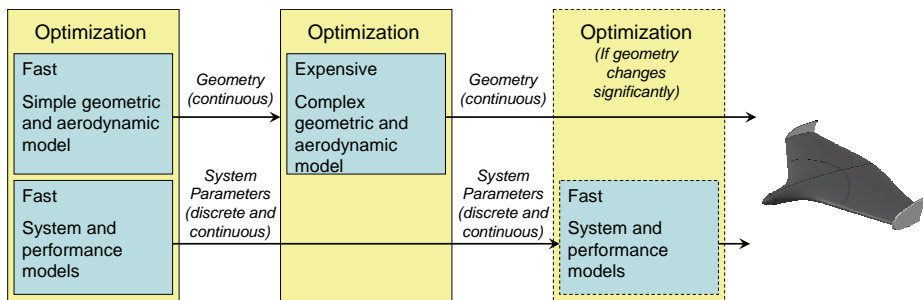 Optimization
Fast
Simple geometric
and aerodynamic
model
Fast
System and
performance
models
Geometry
(continuous)
System
Parameters
(discrete and
continuous)
Optimization
Expensive
Complex
geometric and
aerodynamic
model
Geometry
(continuous)
System
Parameters
(discrete and
continuous)
Optimization
(If geometry
changes
significantly)
Fast
System and
performance
models